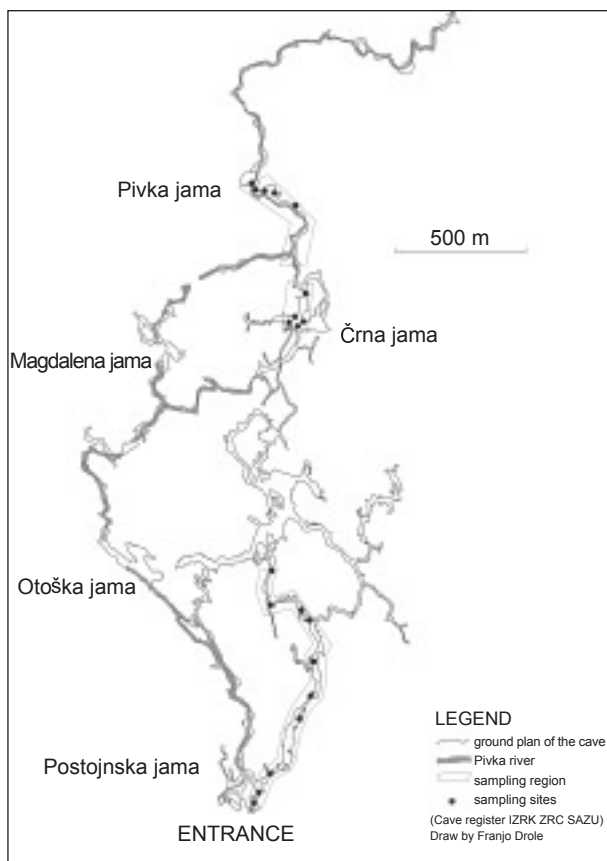 Pivka jama
500 m
Črna jama
Magdalena jama
Otoška jama
Postojnska jama
ENTRANCE
LEGEND
ground plan of the cave
Pivka river
sampling region
sampling sites
(Cave register IZRK ZRC SAZU)
Draw by Franjo Drole